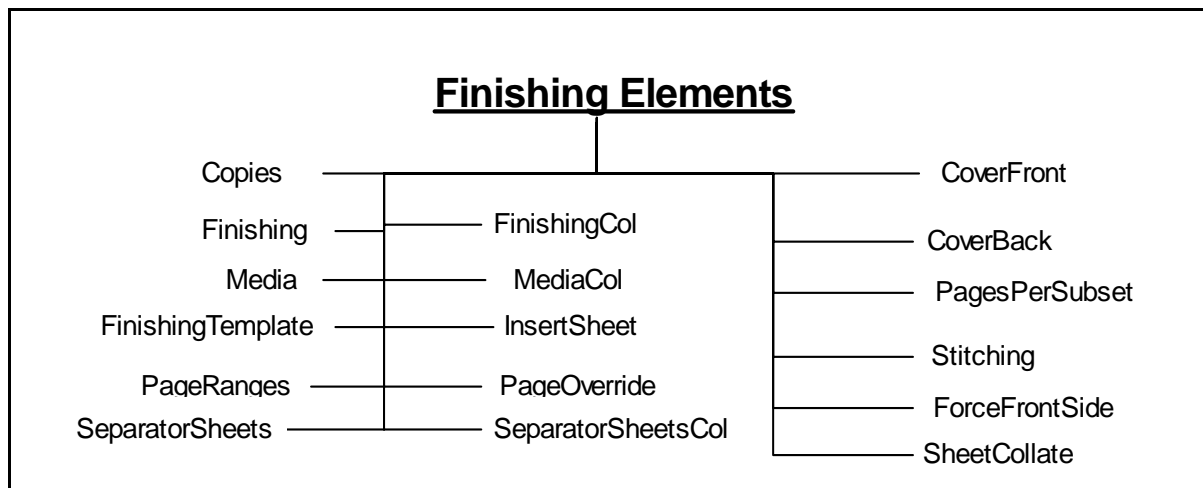 Finishing Elements
Copies
CoverFront
Finishing
FinishingCol
CoverBack
Media
MediaCol
PagesPerSubset
FinishingTemplate
InsertSheet
Stitching
PageRanges
PageOverride
ForceFrontSide
SeparatorSheets
SeparatorSheetsCol
SheetCollate